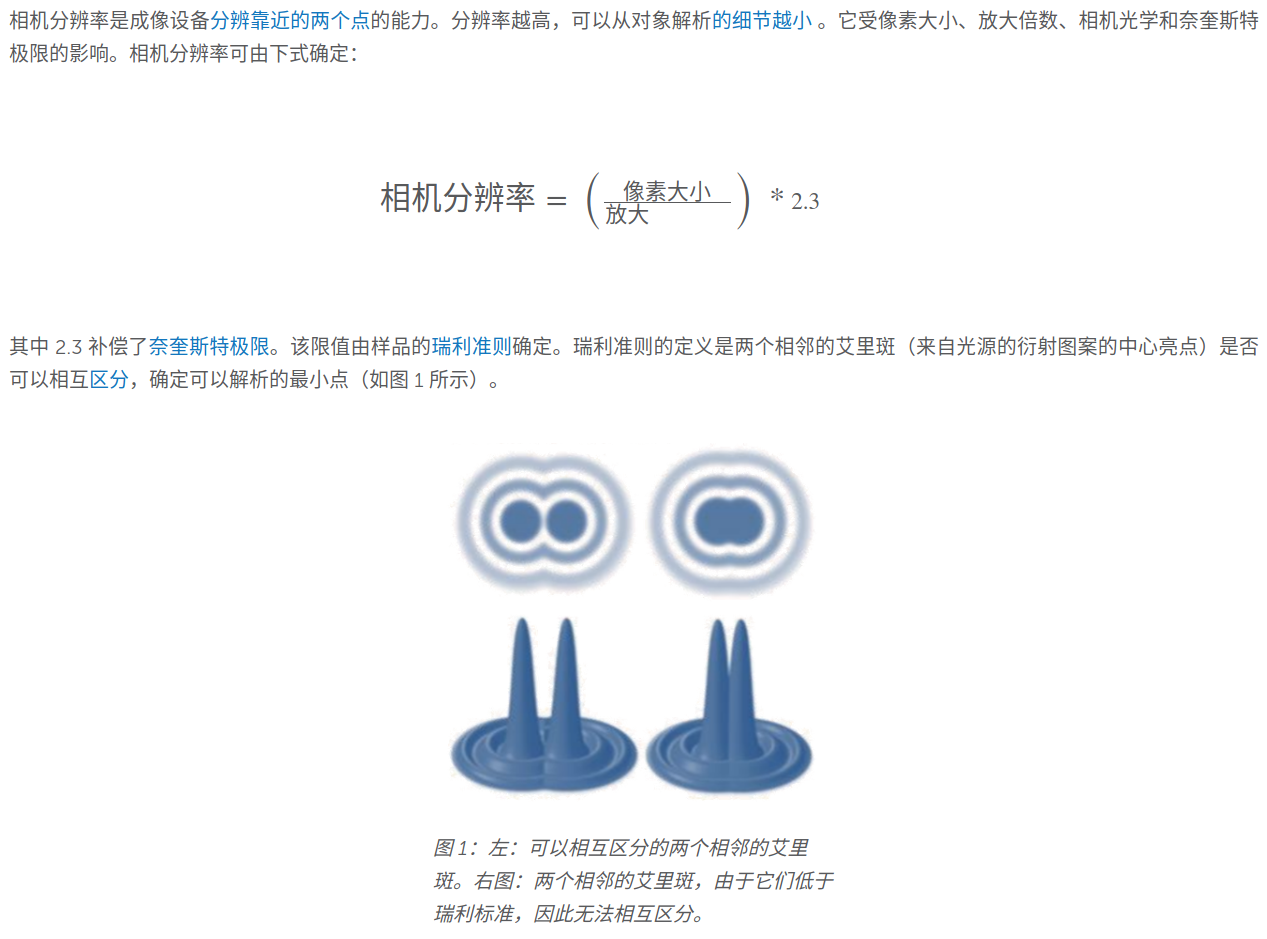 相机分辨率是成像设备分辨靠近的两个点的能力。分辨率越高，可以从对象解析的细节越小 。它受像素大小、放大倍数、相机光学和奈奎斯特
极限的影响。相机分辨率可由下式确定：
相机分辨率 = ( 像素大小 / 放大 ) * 2.3
其中 2.3 补偿了奈奎斯特极限。该限值由样品的瑞利准则确定。瑞利准则的定义是两个相邻的艾里斑（来自光源的衍射图案的中心亮点）是否
可以相互区分，确定可以解析的最小点（如图 1 所示）。
图 1：左：可以相互区分的两个相邻的艾里
斑。右图：两个相邻的艾里斑，由于它们低于
瑞利标准，因此无法相互区分。